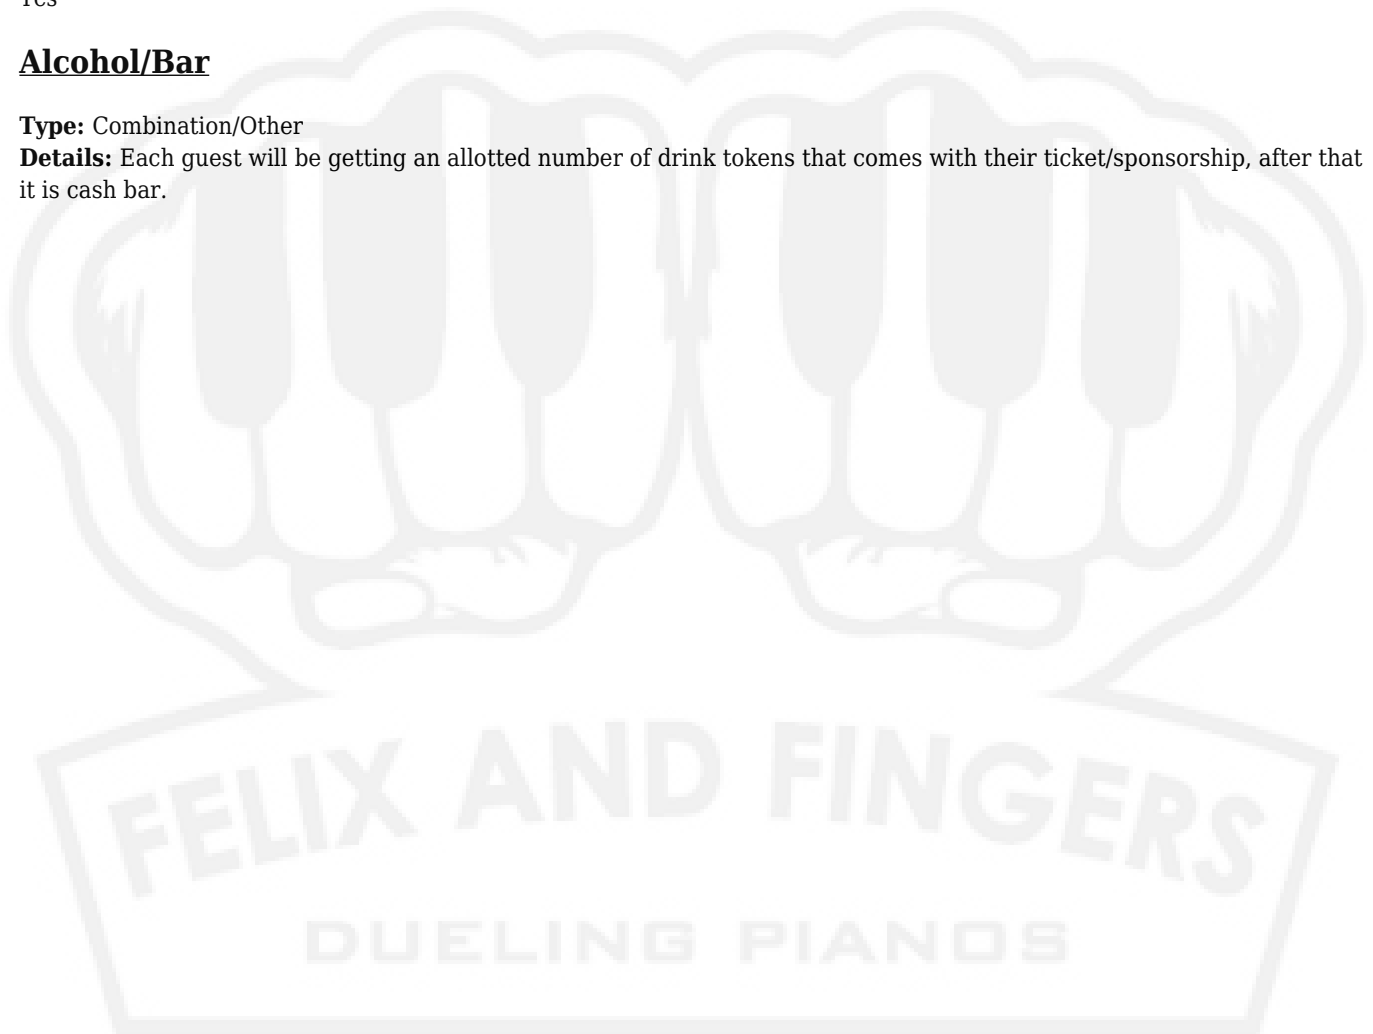 Yes
Alcohol/Bar
Type: Combination/Other
Details: Each guest will be getting an allotted number of drink tokens that comes with their ticket/sponsorship, after that
it is cash bar.
FELIX AND FINGERS
DUELING PIANOS